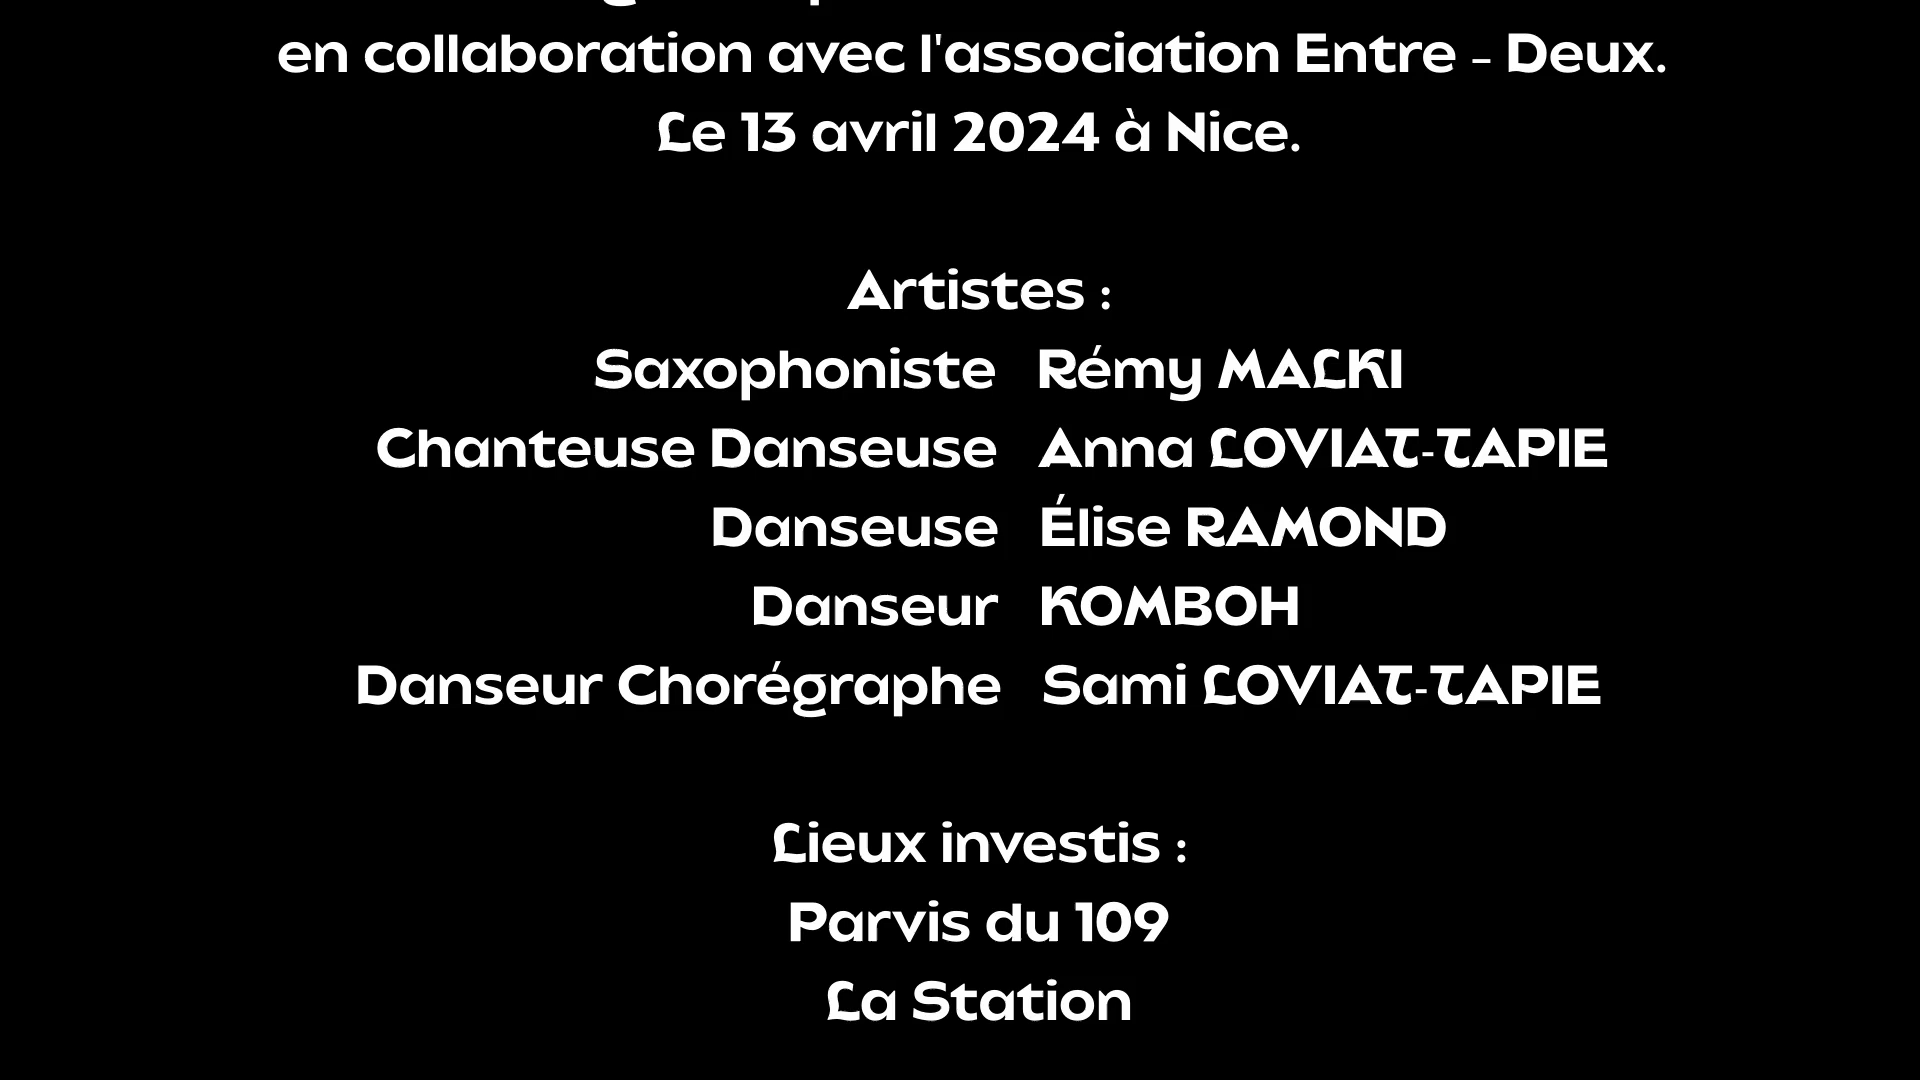 en collaboration avec l'association Entre - Deux.
Le 13 avril 2024 à Nice.
Artistes :
Saxophoniste Rémy MALKI
Chanteuse Danseuse Anna LOVIAT-TAPIE
Danseuse Élise RAMOND
Danseur KOMBOH
Danseur Chorégraphe Sami LOVIAT-TAPIE
Lieux investis :
Parvis du 109
La Station